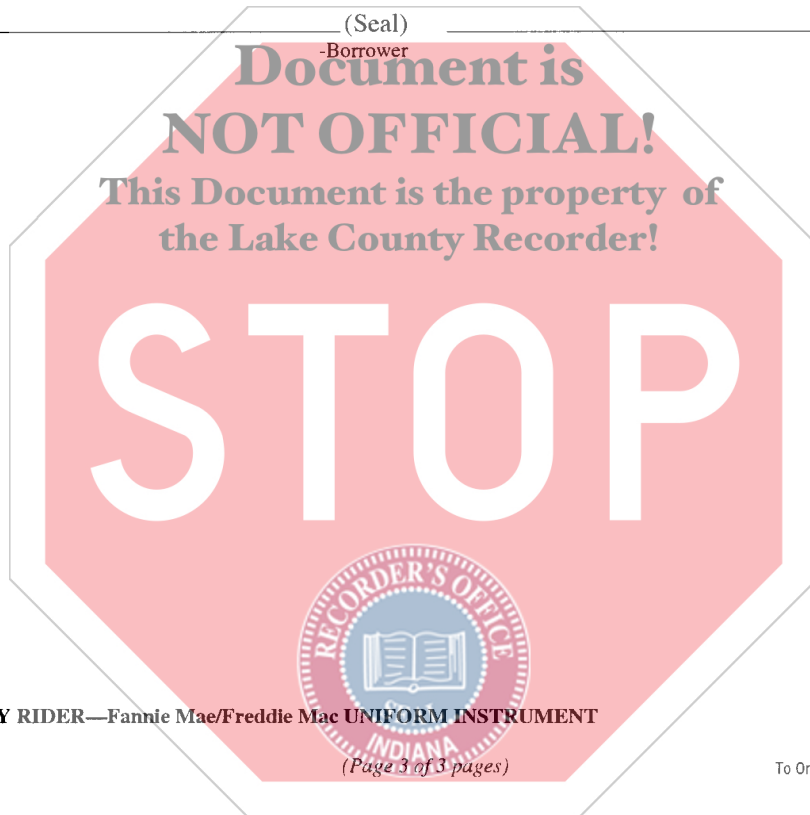 (Seal)
-Borrower
Document is
NOT OFFICIAL!
This Document is the property of
the Lake County Recorder!
STOP
RECORDER'S OFFICE
SEAL
INDIANA
Y RIDER—Fannie Mae/Freddie Mac UNIFORM INSTRUMENT
(Page 3 of 3 pages)
To Or